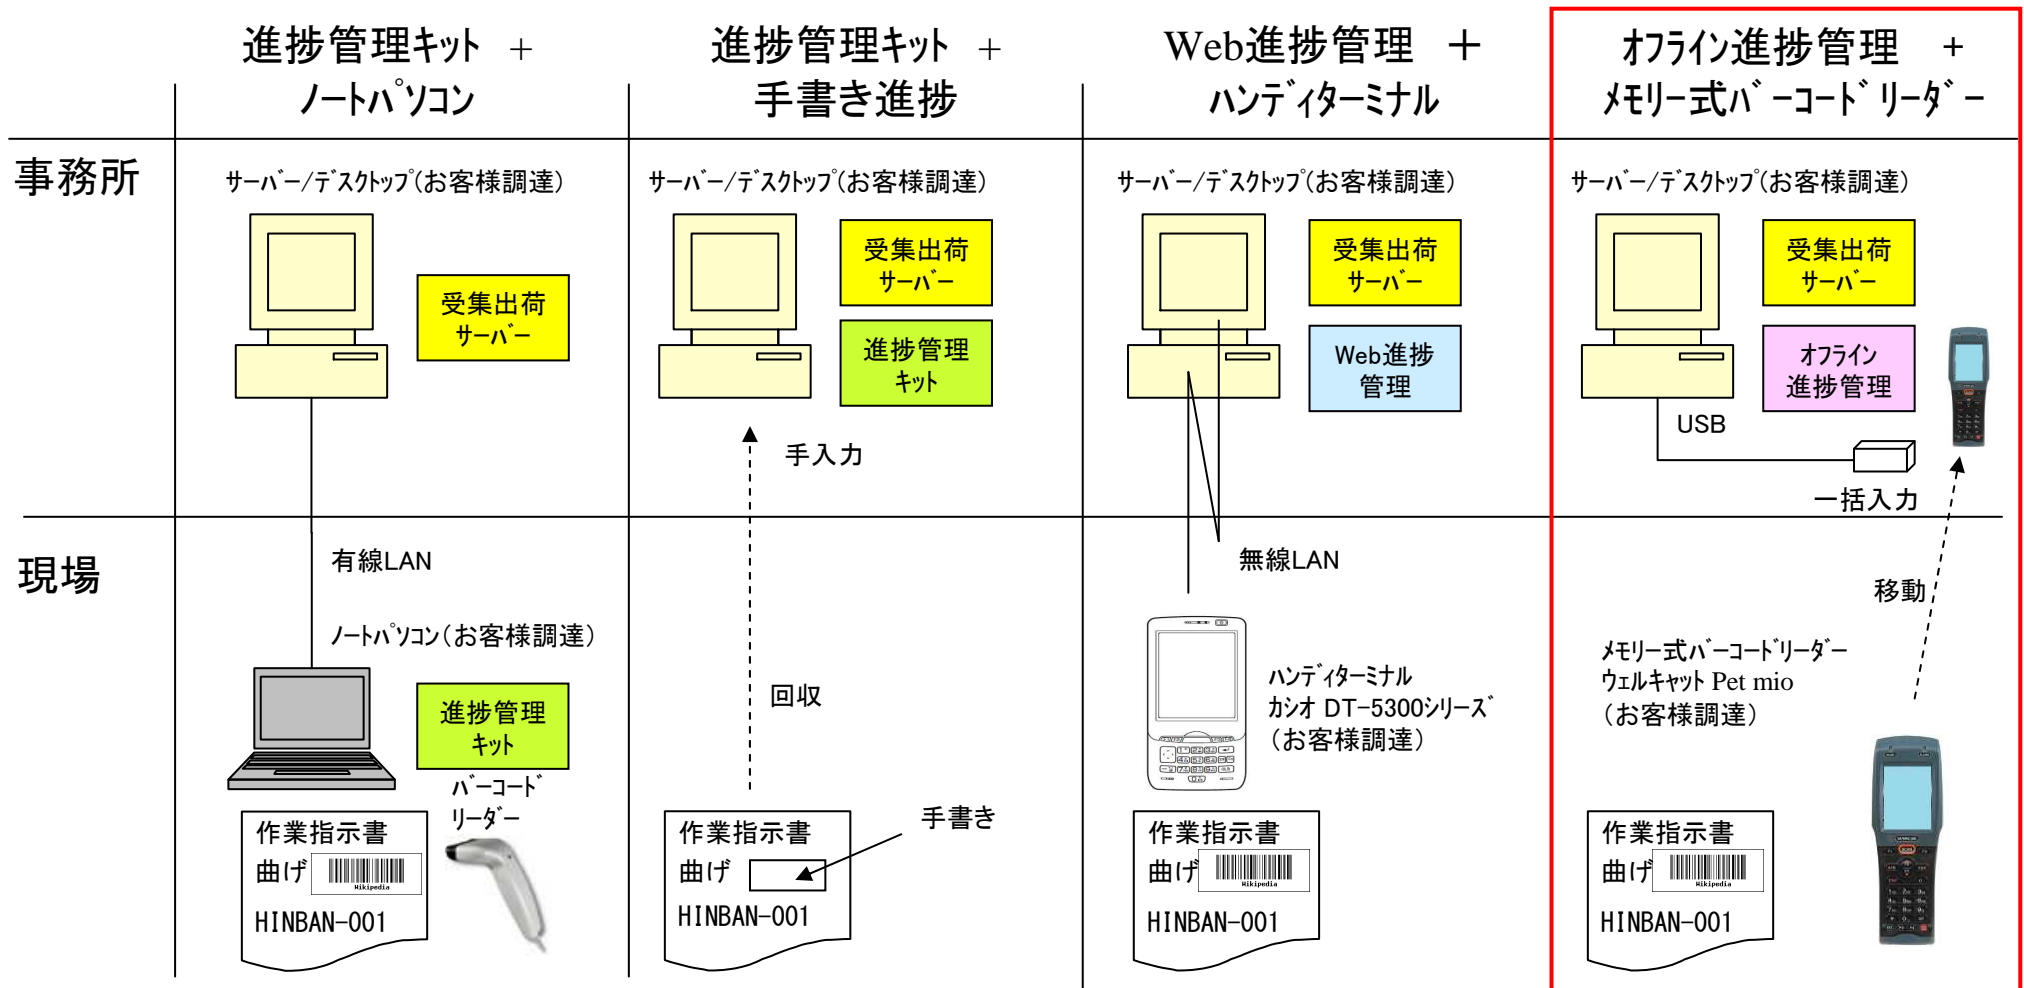 進捗管理キット +
ノートパソコン
進捗管理キット +
手書き進捗
Web進捗管理 +
ハンディターミナル
オフライン進捗管理 +
メモリー式バーコードリーダー
事務所
サーバー/デスクトップ(お客様調達)
受集出荷
サーバー
サーバー/デスクトップ(お客様調達)
受集出荷
サーバー
進捗管理
キット
手入力
サーバー/デスクトップ(お客様調達)
受集出荷
サーバー
Web進捗
管理
サーバー/デスクトップ(お客様調達)
受集出荷
サーバー
オフライン
進捗管理
USB
一括入力
現場
有線LAN
ノートパソコン(お客様調達)
進捗管理
キット
バーコード
リーダー
作業指示書
曲げ
Wikipedia
HINBAN-001
回収
手書き
作業指示書
曲げ
HINBAN-001
無線LAN
ハンディターミナル
カシオ DT-5300シリーズ
(お客様調達)
作業指示書
曲げ
Wikipedia
HINBAN-001
移動
メモリー式バーコードリーダー
ウェルキャット Pet mio
(お客様調達)
作業指示書
曲げ
Wikipedia
HINBAN-001